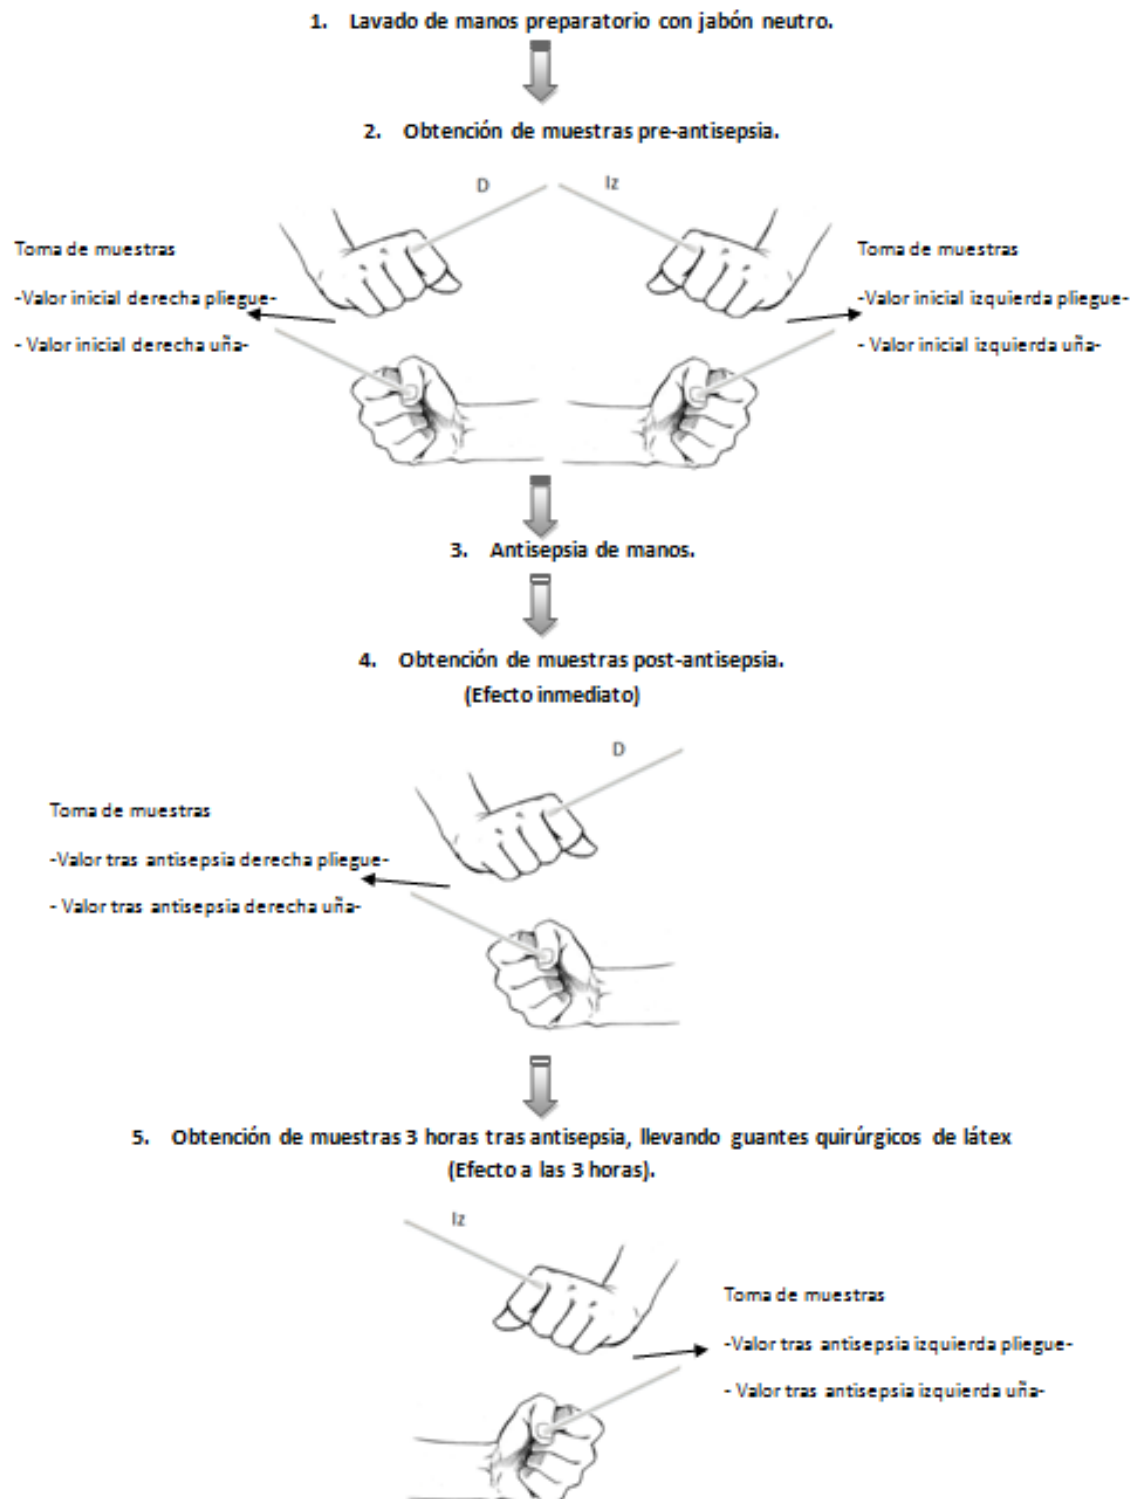 1. Lavado de manos preparatorio con jabón neutro.
2. Obtención de muestras pre-antisepsia.
D
Iz
Toma de muestras
-Valor inicial derecha pliegue-
- Valor inicial derecha uña-
Toma de muestras
-Valor inicial izquierda pliegue-
- Valor inicial izquierda uña-
3. Antisepsia de manos.
4. Obtención de muestras post-antisepsia.
(Efecto inmediato)
D
Toma de muestras
-Valor tras antisepsia derecha pliegue-
- Valor tras antisepsia derecha uña-
5. Obtención de muestras 3 horas tras antisepsia, llevando guantes quirúrgicos de látex
(Efecto a las 3 horas).
Iz
Toma de muestras
-Valor tras antisepsia izquierda pliegue-
- Valor tras antisepsia izquierda uña-